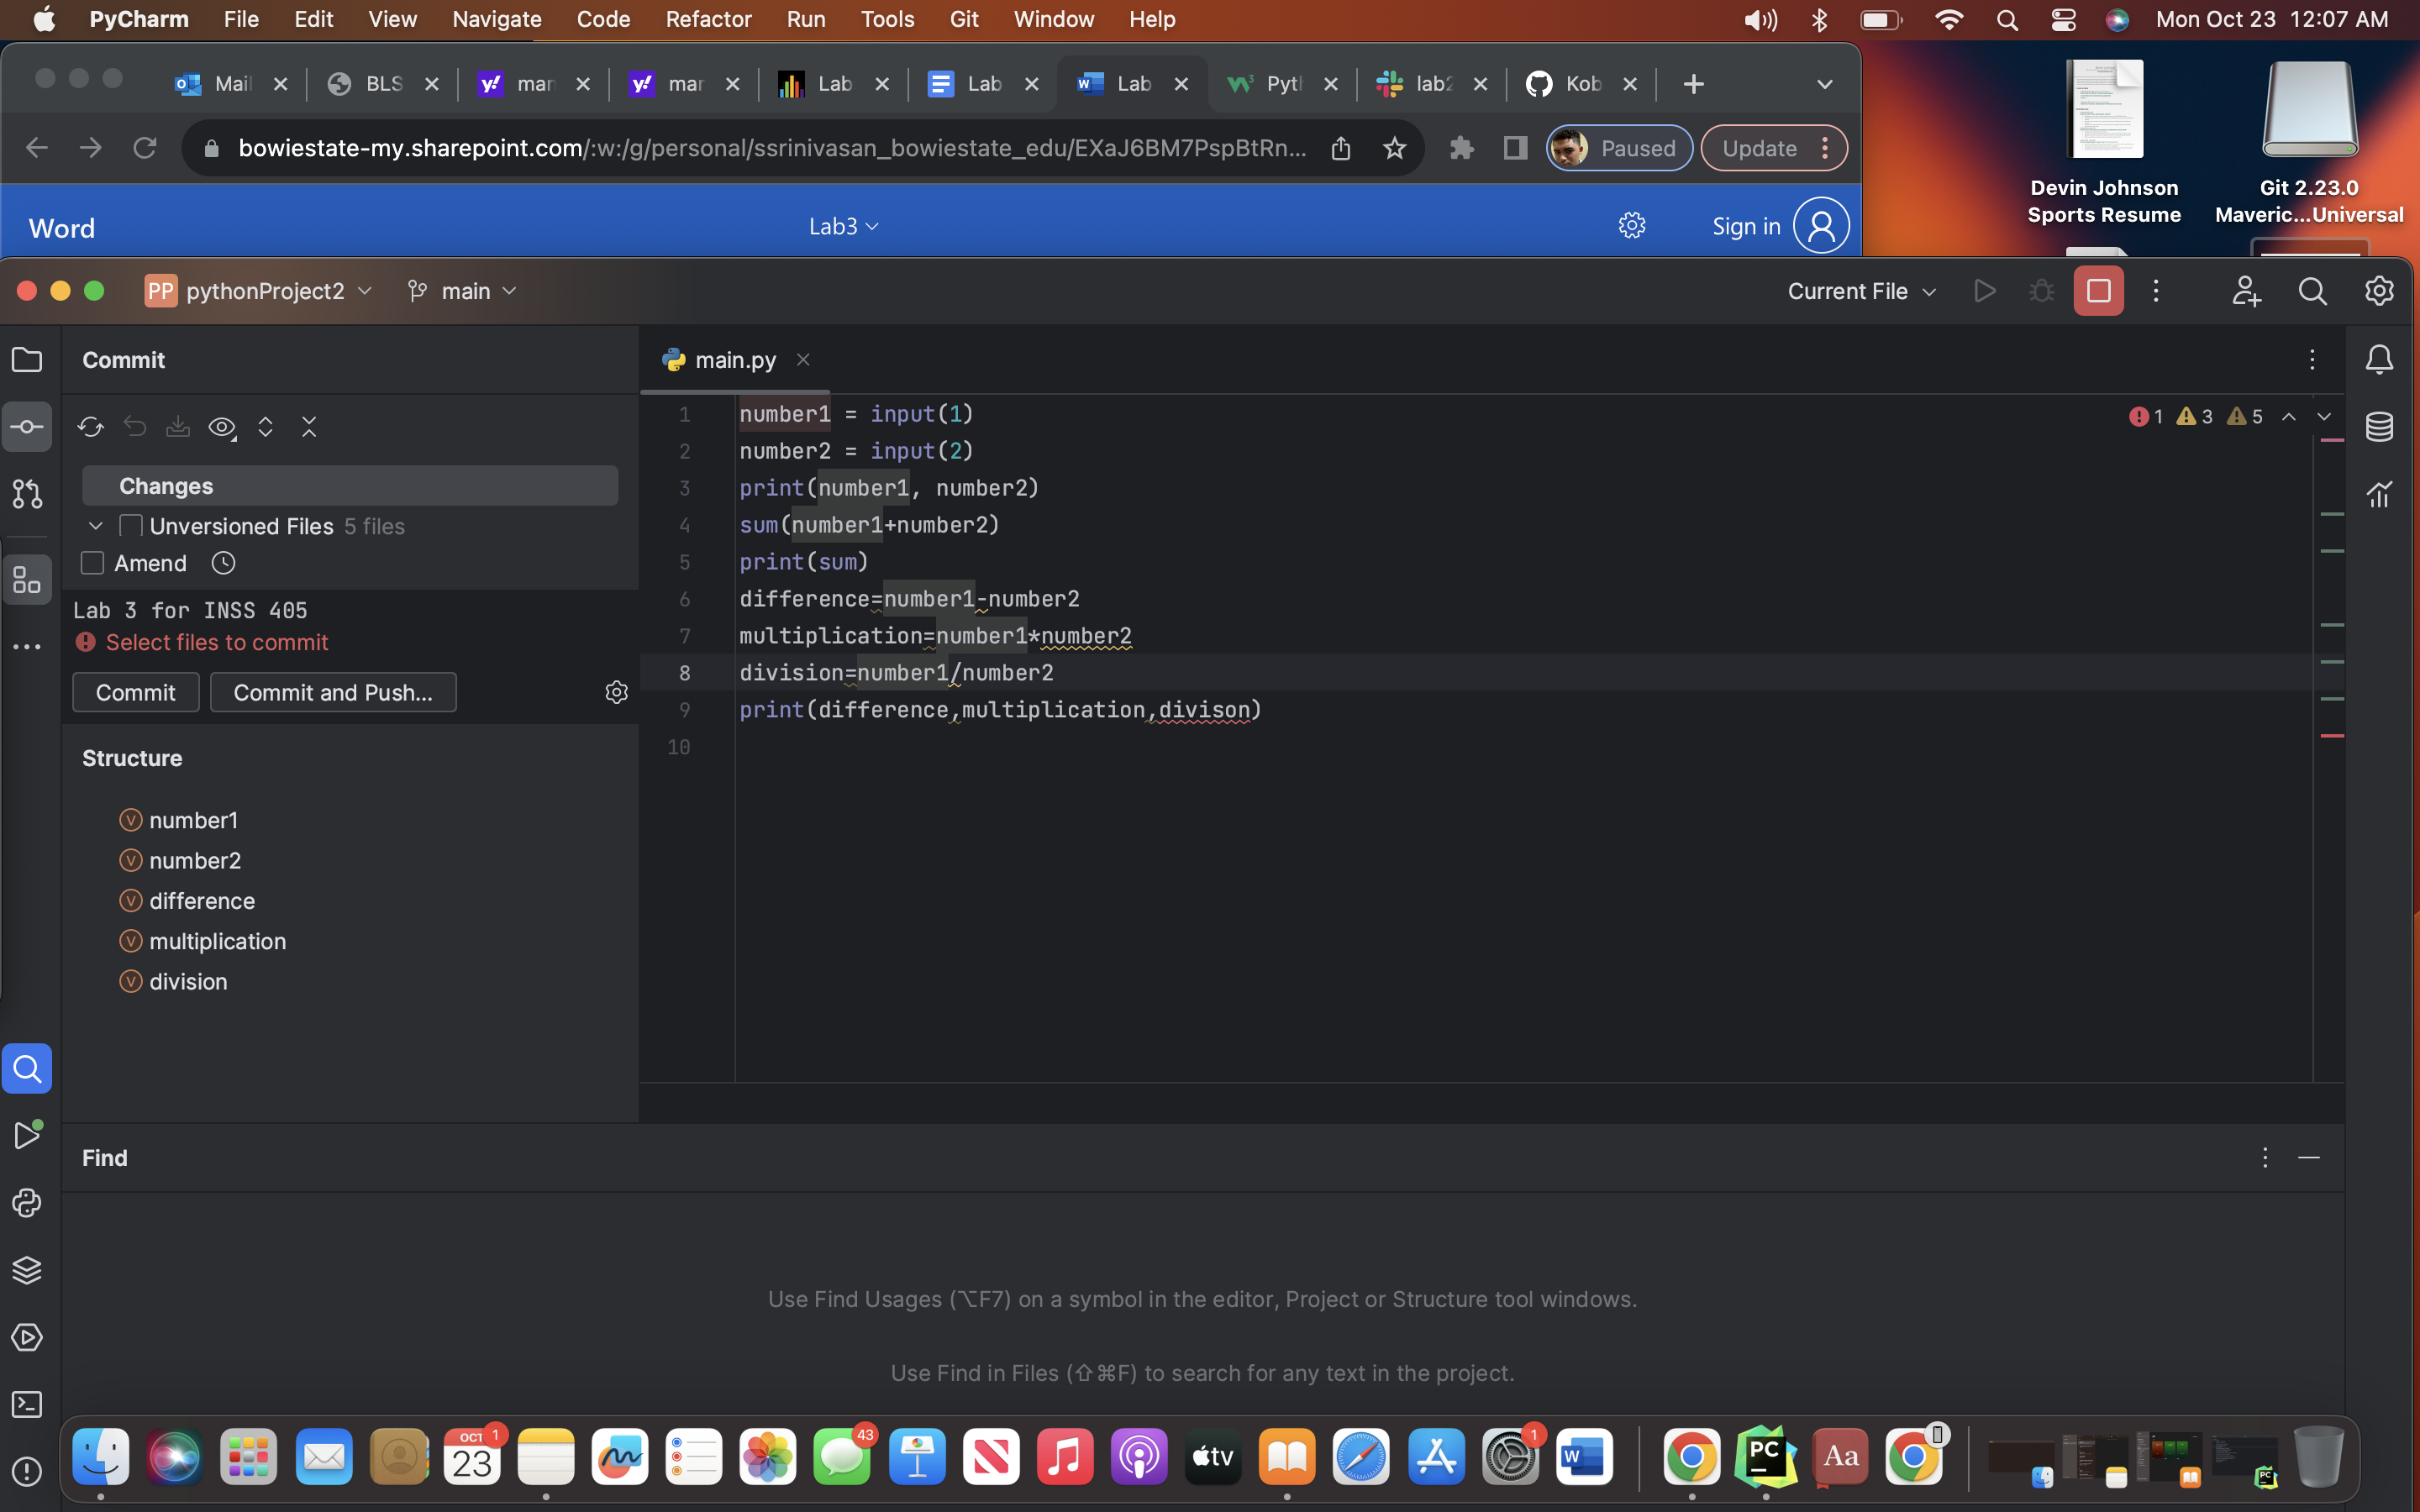 PyCharm File Edit View Navigate Code Refactor Run Tools Git Window Help Mon Oct 23 12:07 AM
Mail BLS mar mar Lab Lab Lab Pyth lab2 Kob
bowiestate-my.sharepoint.com/:w:/g/personal/ssrinivasan_bowiestate_edu/EXaJ6BM7PspBtRn... Paused Update
Devin Johnson
Sports Resume
Git 2.23.0
Maveric...Universal
Word Lab3 Sign in
PP pythonProject2 main Current File
Commit
main.py
Changes
Unversioned Files 5 files
Amend
Lab 3 for INSS 405
Select files to commit
Commit Commit and Push...
1 number1 = input(1)
2 number2 = input(2)
3 print(number1, number2)
4 sum(number1+number2)
5 print(sum)
6 difference=number1-number2
7 multiplication=number1*number2
8 division=number1/number2
9 print(difference,multiplication,divison)
10
1 3 5
Structure
number1
number2
difference
multiplication
division
Find
Use Find Usages (⌥F7) on a symbol in the editor, Project or Structure tool windows.
Use Find in Files (⇧⌘F) to search for any text in the project.
OCT 23 1 43 tv 1 W PC Aa